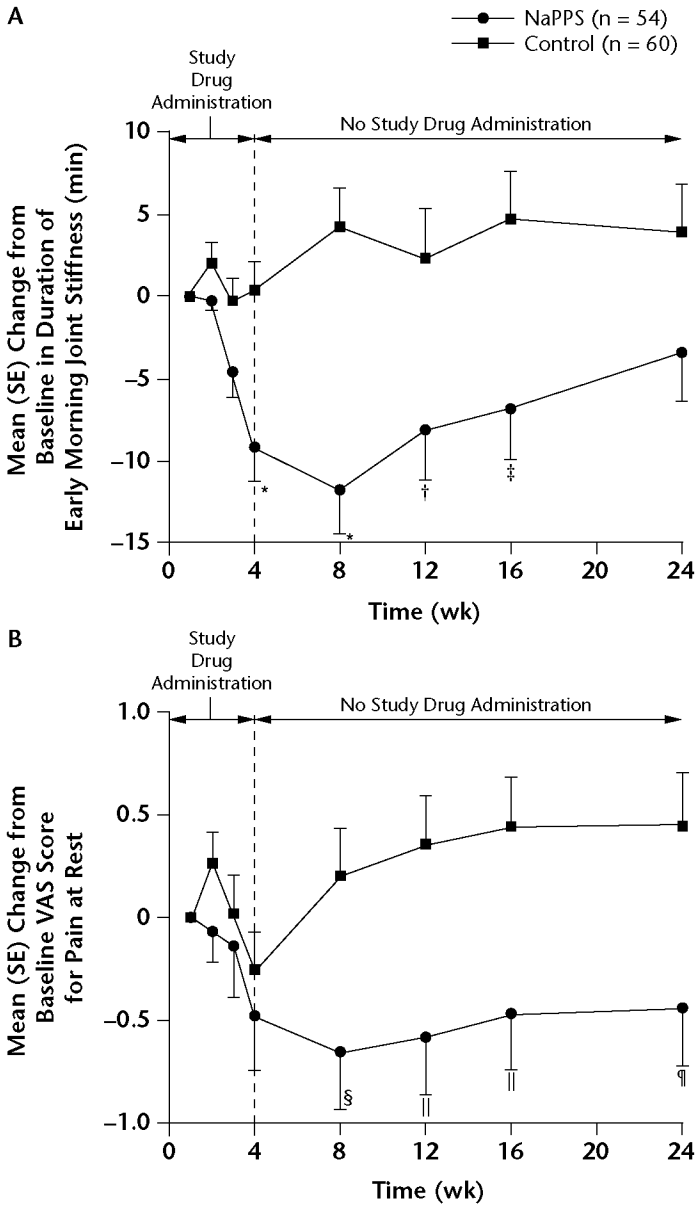 A
NaPPS (n = 54)
Control (n = 60)
Study
Drug
Administration
No Study Drug Administration
Mean (SE) Change from
Baseline in Duration of
Early Morning Joint Stiffness (min)
10
5
0
−5
−10
−15
*
*
†
‡
0 4 8 12 16 20 24
Time (wk)
B
Study
Drug
Administration
No Study Drug Administration
Mean (SE) Change from
Baseline VAS Score
for Pain at Rest
1.0
0.5
0
−0.5
−1.0
§
||
||
¶
0 4 8 12 16 20 24
Time (wk)